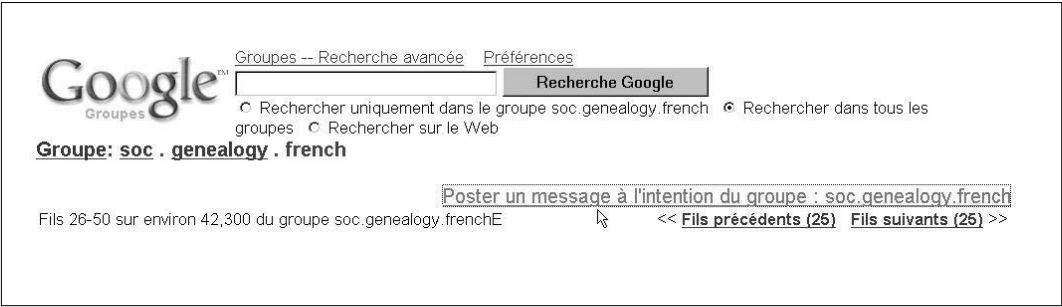 Groupes -- Recherche avancée Préférences
Google™ Recherche Google
Groupes
Rechercher uniquement dans le groupe soc.genealogy.french Rechercher dans tous les
groupes Rechercher sur le Web
Groupe: soc . genealogy . french
Poster un message à l'intention du groupe : soc.genealogy.french
Fils 26-50 sur environ 42,300 du groupe soc.genealogy.frenchE << Fils précédents (25) Fils suivants (25) >>